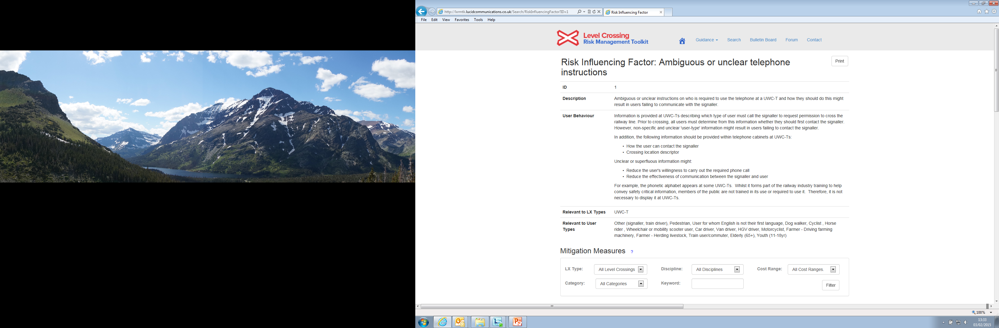 http://lxrmtk.lucidcommunications.co.uk/Search/RiskInfluencingFactor?ID=1
Risk Influencing Factor
File Edit View Favorites Tools Help
Level Crossing
Risk Management Toolkit
Guidance Search Bulletin Board Forum Contact
Risk Influencing Factor: Ambiguous or unclear telephone
instructions
Print
ID 1
Description Ambiguous or unclear instructions on who is required to use the telephone at a UWC-T and how they should do this might
result in users failing to communicate with the signaller.
User Behaviour Information is provided at UWC-Ts describing which type of user must call the signaller to request permission to cross the
railway line. Prior to crossing, all users must determine from this information whether they should first contact the signaller.
However, non-specific and unclear 'user-type' information might result in users failing to contact the signaller.
In addition, the following information should be provided within telephone cabinets at UWC-Ts:
• How the user can contact the signaller
• Crossing location descriptor
Unclear or superfluous information might:
• Reduce the user's willingness to carry out the required phone call
• Reduce the effectiveness of communication between the signaller and user
For example, the phonetic alphabet appears at some UWC-Ts. Whilst it forms part of the railway industry training to help
convey safety critical information, members of the public are not trained in its use or required to use it. Therefore, it is not
necessary to display it at UWC-Ts.
Relevant to LX Types UWC-T
Relevant to User Other (signaller, train driver), Pedestrian, User for whom English is not their first language, Dog walker, Cyclist , Horse
Types rider , Wheelchair or mobility scooter user, Car driver, Van driver, HGV driver, Motorcyclist, Farmer - Driving farming
machinery, Farmer - Herding livestock, Train user/commuter, Elderly (65+), Youth (11-18yr)
Mitigation Measures ?
LX Type: All Level Crossings Discipline: All Disciplines Cost Range: All Cost Ranges.
Category: All Categories Keyword: Filter
100%
13:33
03/02/2015